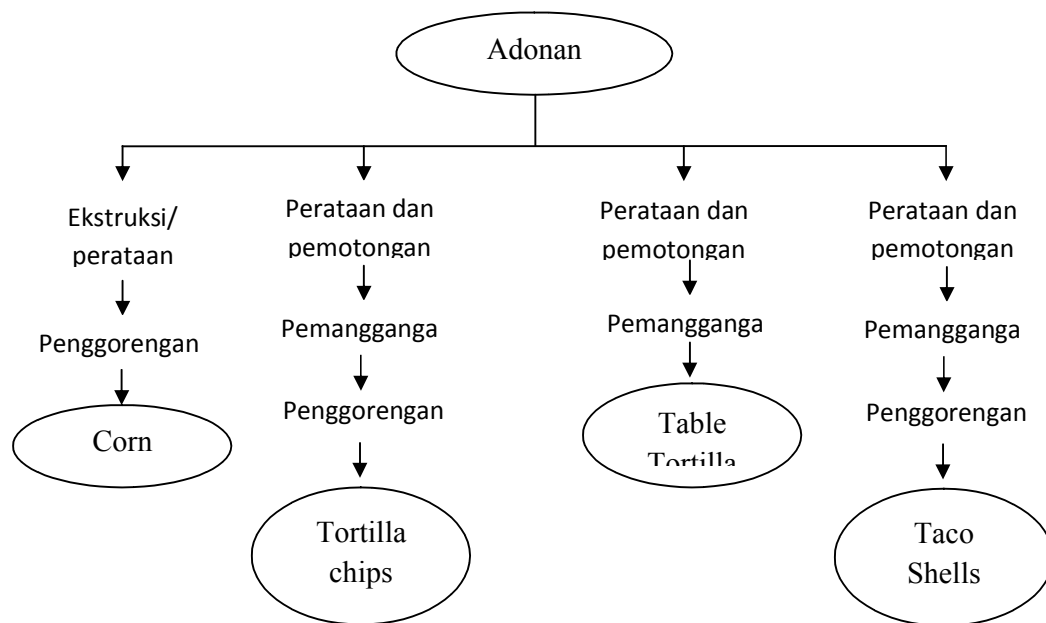 Adonan
Ekstruksi/
perataan
Penggorengan
Corn
Perataan dan
pemotongan
Pemangganga
Penggorengan
Tortilla
chips
Perataan dan
pemotongan
Pemangganga
Table
Tortilla
Perataan dan
pemotongan
Pemangganga
Penggorengan
Taco
Shells